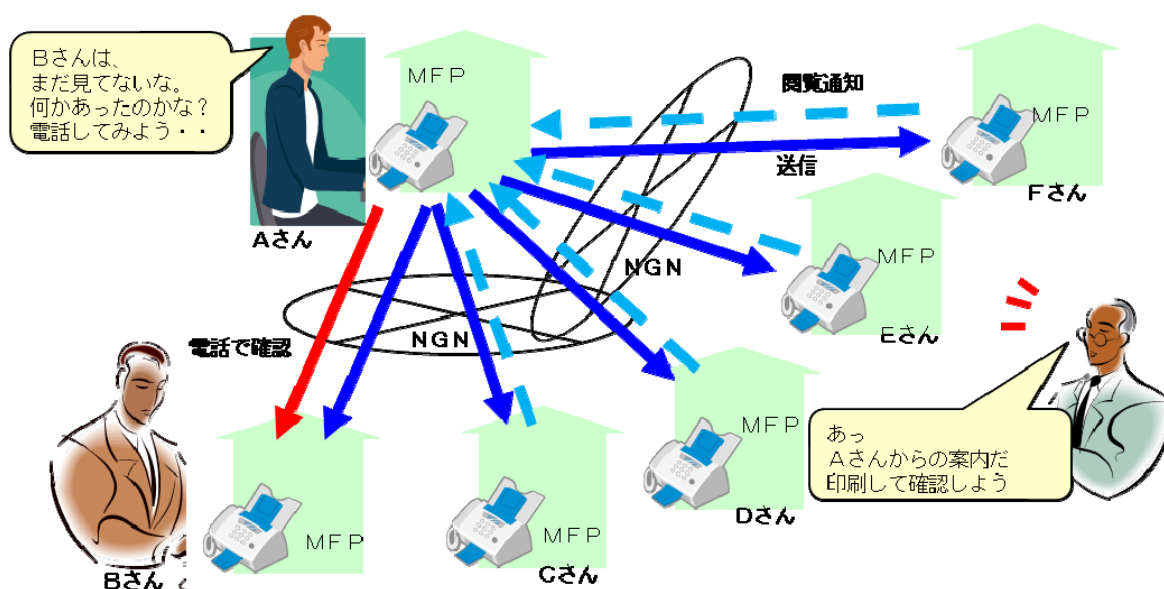 Bさんは、
まだ見てないな。
何かあったのかな？
電話してみよう・・
MFP
Aさん
閲覧通知
MFP
送信
Fさん
MFP
NGN
Eさん
NGN
電話で確認
MFP
Dさん
あっ
Aさんからの案内だ
印刷して確認しよう
MFP
Bさん
MFP
Cさん